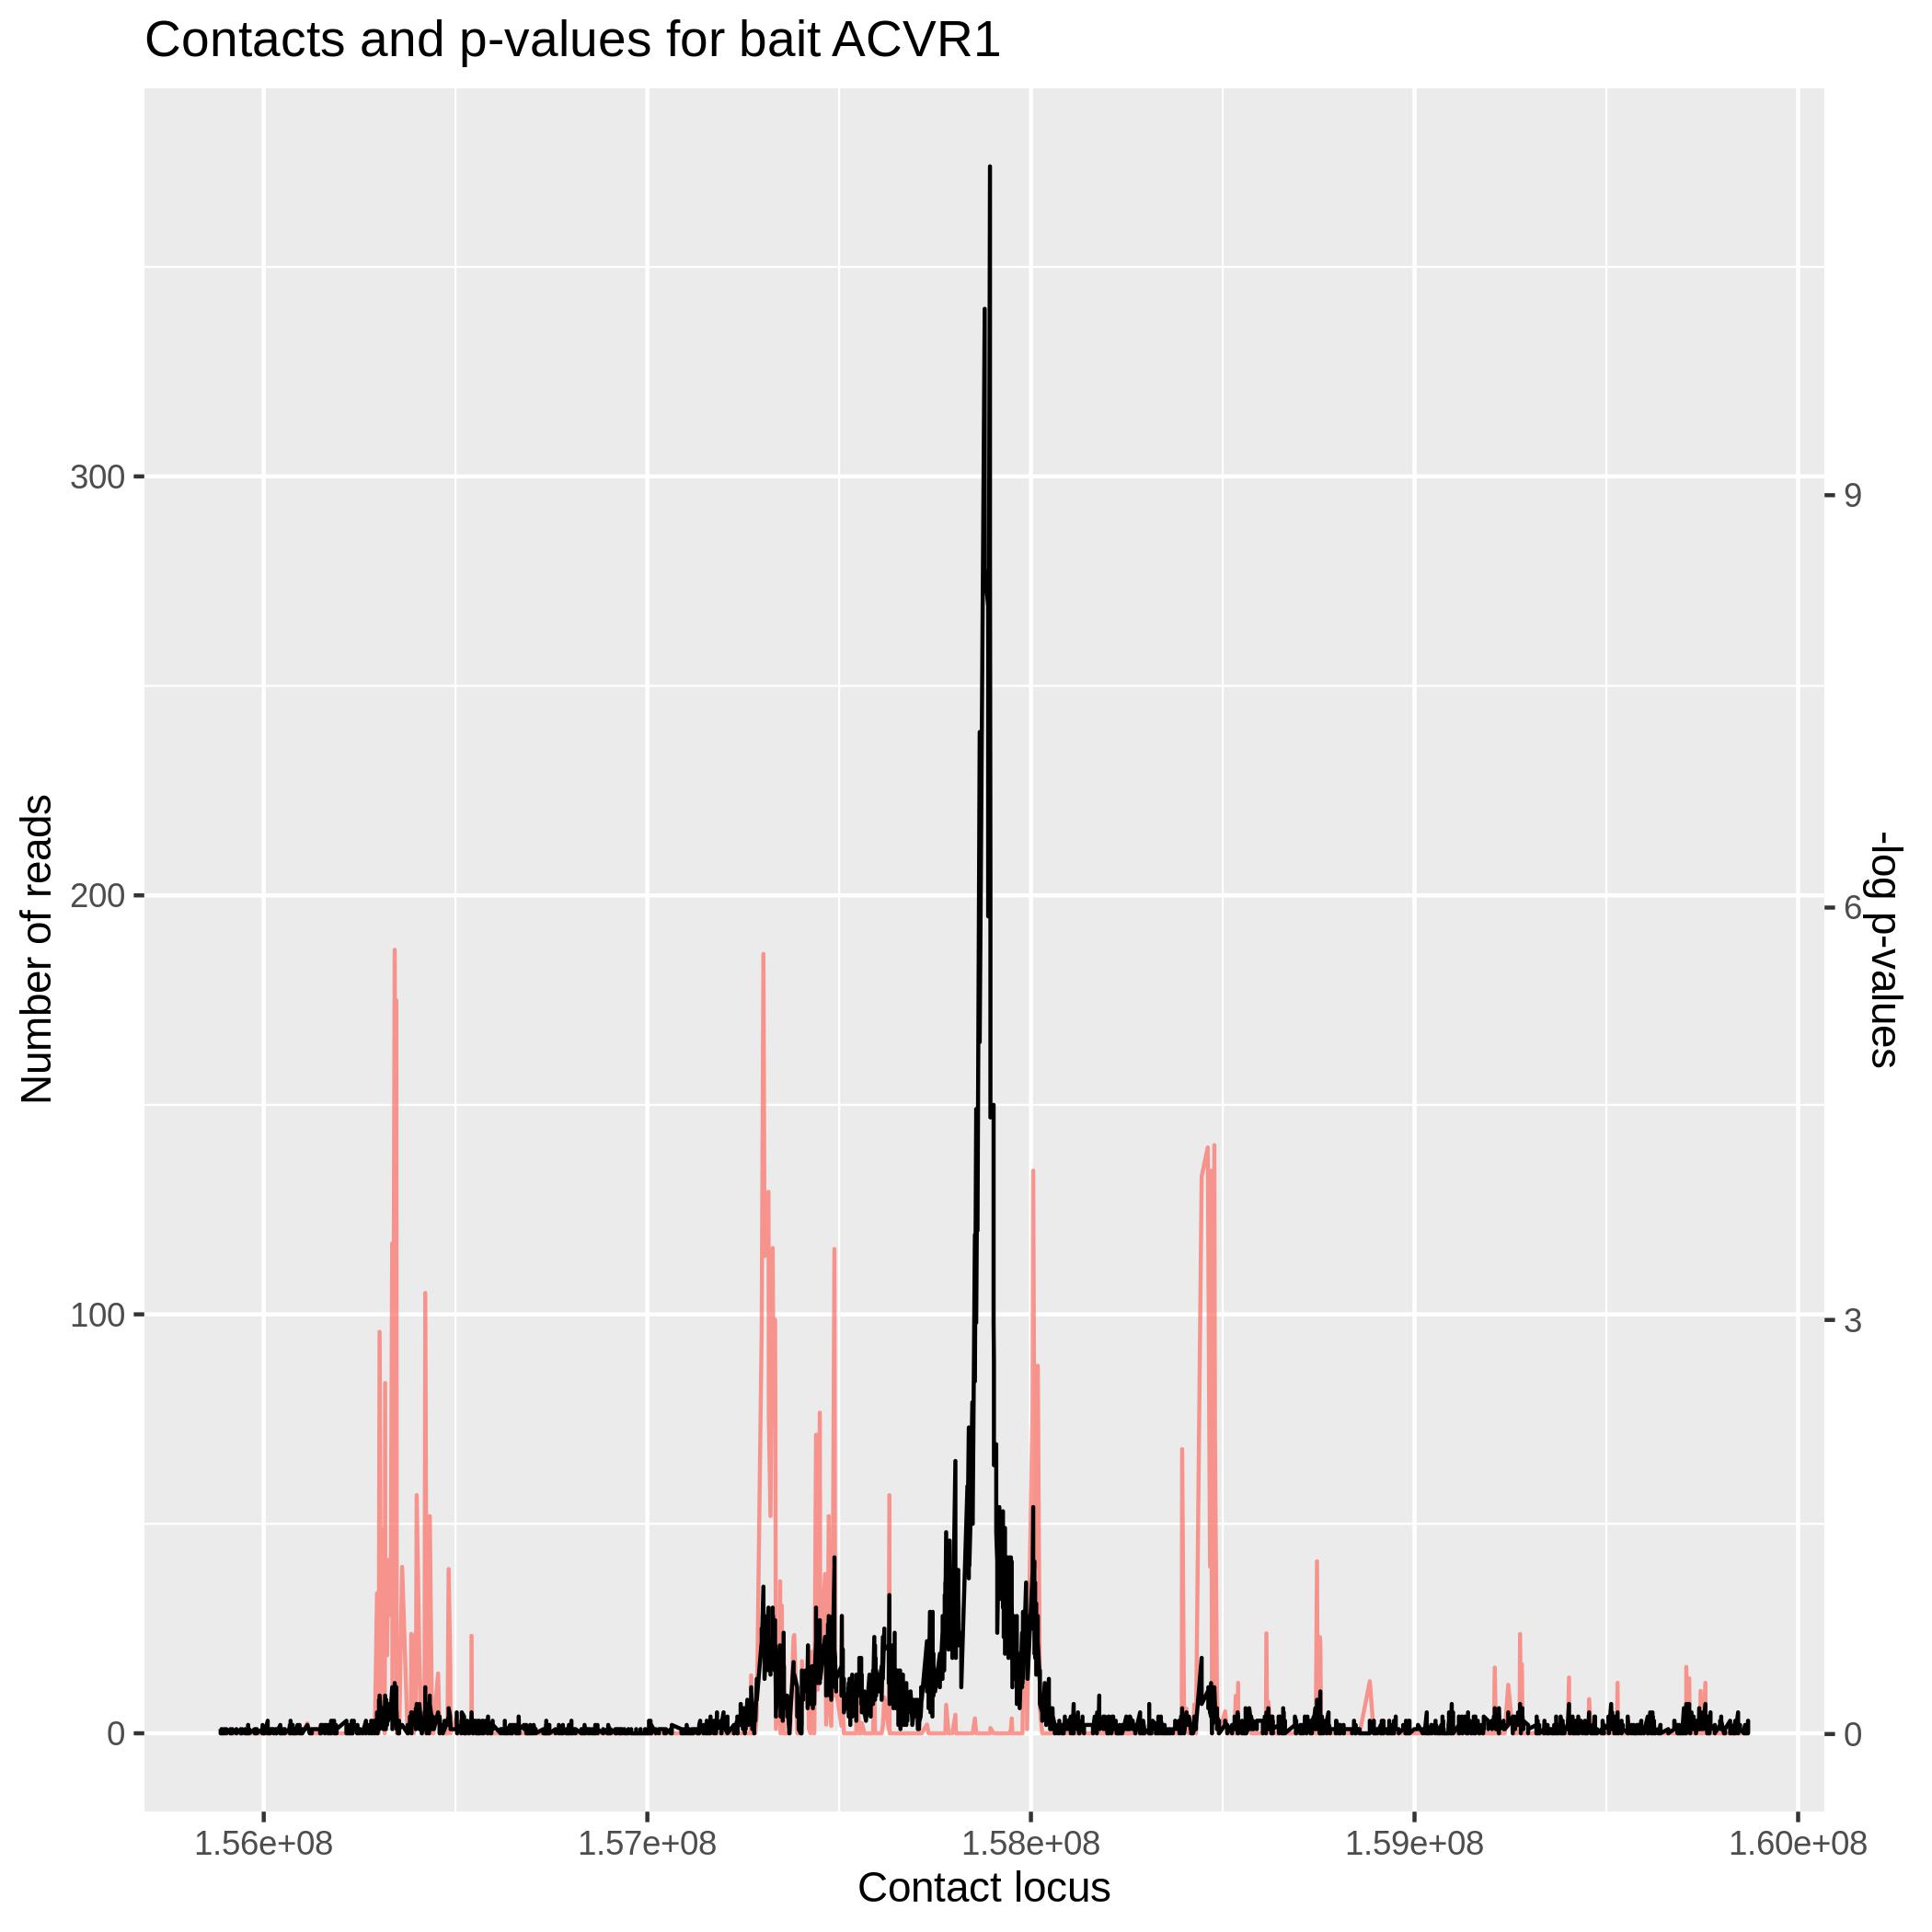 Contacts and p-values for bait ACVR1
Number of reads
300
200
100
0
9
6
3
0
-log p-values
1.56e+08
1.57e+08
1.58e+08
1.59e+08
1.60e+08
Contact locus